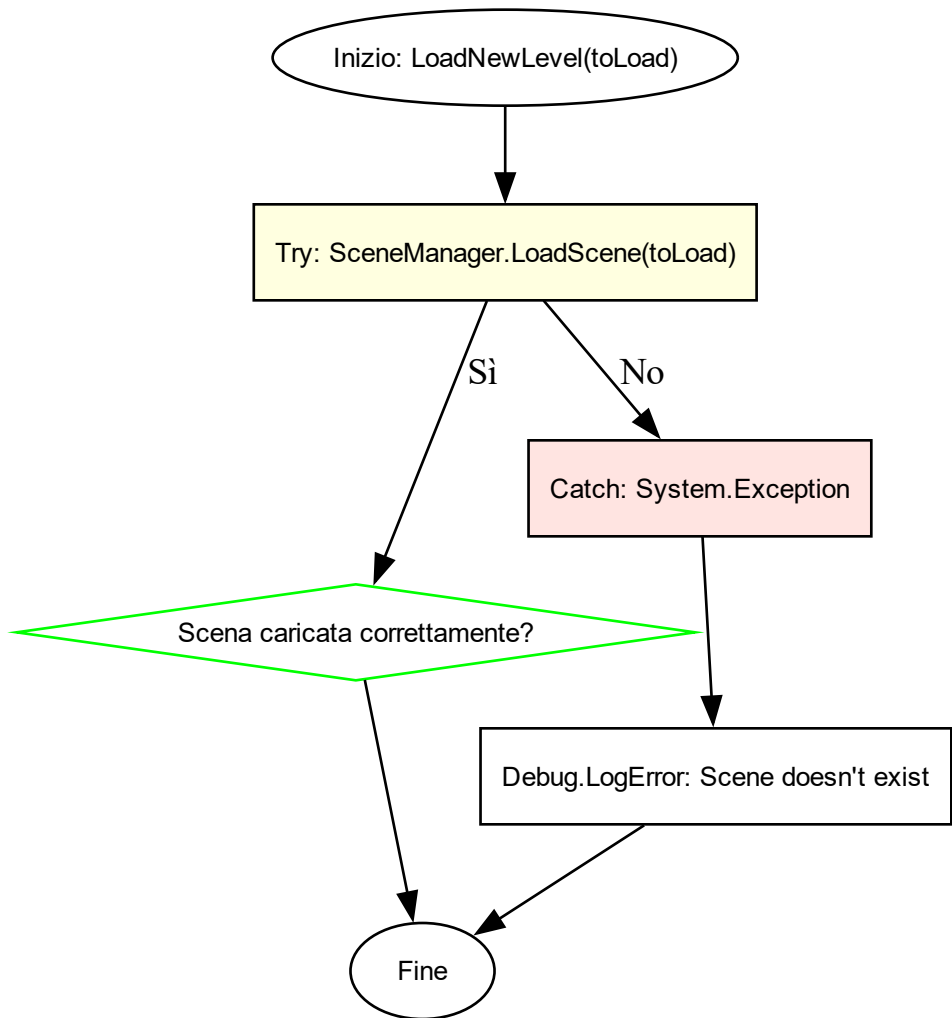 Inizio: LoadNewLevel(toLoad)
Try: SceneManager.LoadScene(toLoad)
Sì
No
Catch: System.Exception
Scena caricata correttamente?
Debug.LogError: Scene doesn't exist
Fine